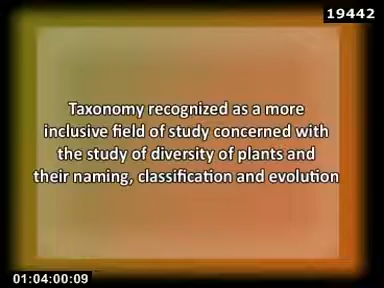 19442
Taxonomy recognized as a more
inclusive field of study concerned with
the study of diversity of plants and
their naming, classification and evolution
01:04:00:09